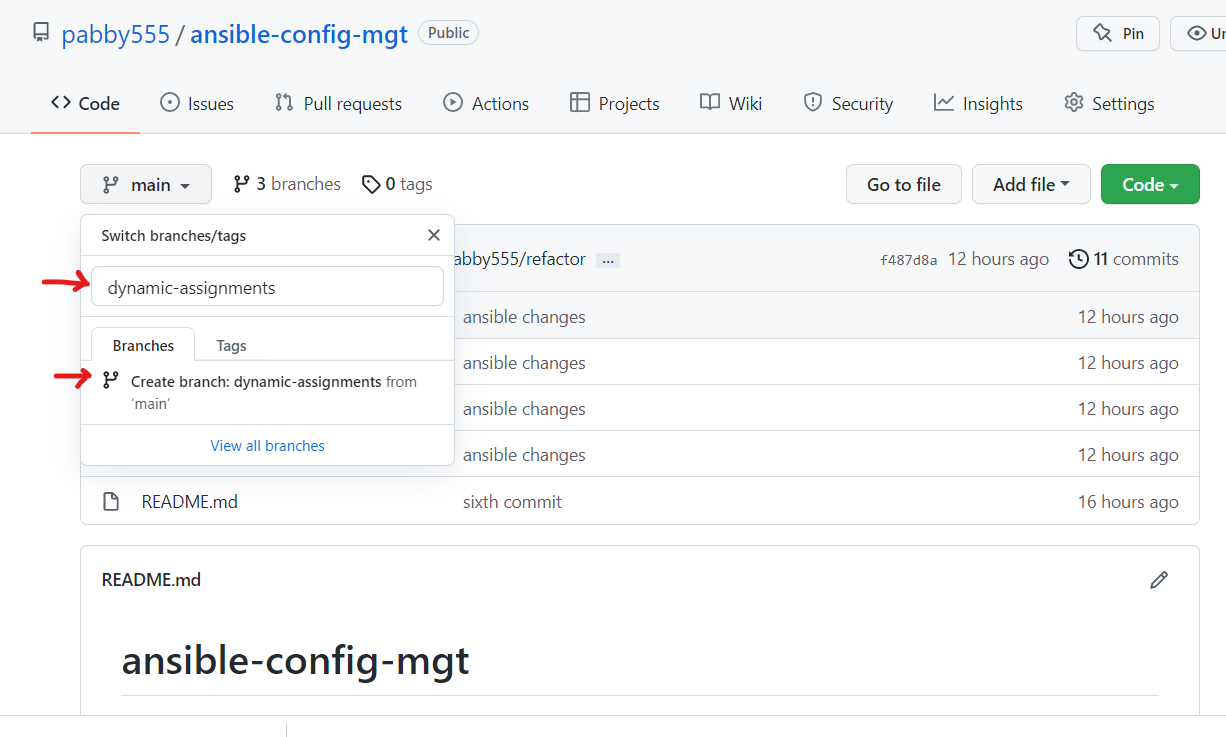 pabby555 / ansible-config-mgt Public Pin
Code Issues Pull requests Actions Projects Wiki Security Insights Settings
main 3 branches 0 tags Go to file Add file Code
Switch branches/tags
abby555/refactor ... f487d8a 12 hours ago 11 commits
dynamic-assignments
ansible changes 12 hours ago
Branches Tags
ansible changes 12 hours ago
Create branch: dynamic-assignments from
'main'
ansible changes 12 hours ago
View all branches
ansible changes 12 hours ago
README.md sixth commit 16 hours ago
README.md
ansible-config-mgt